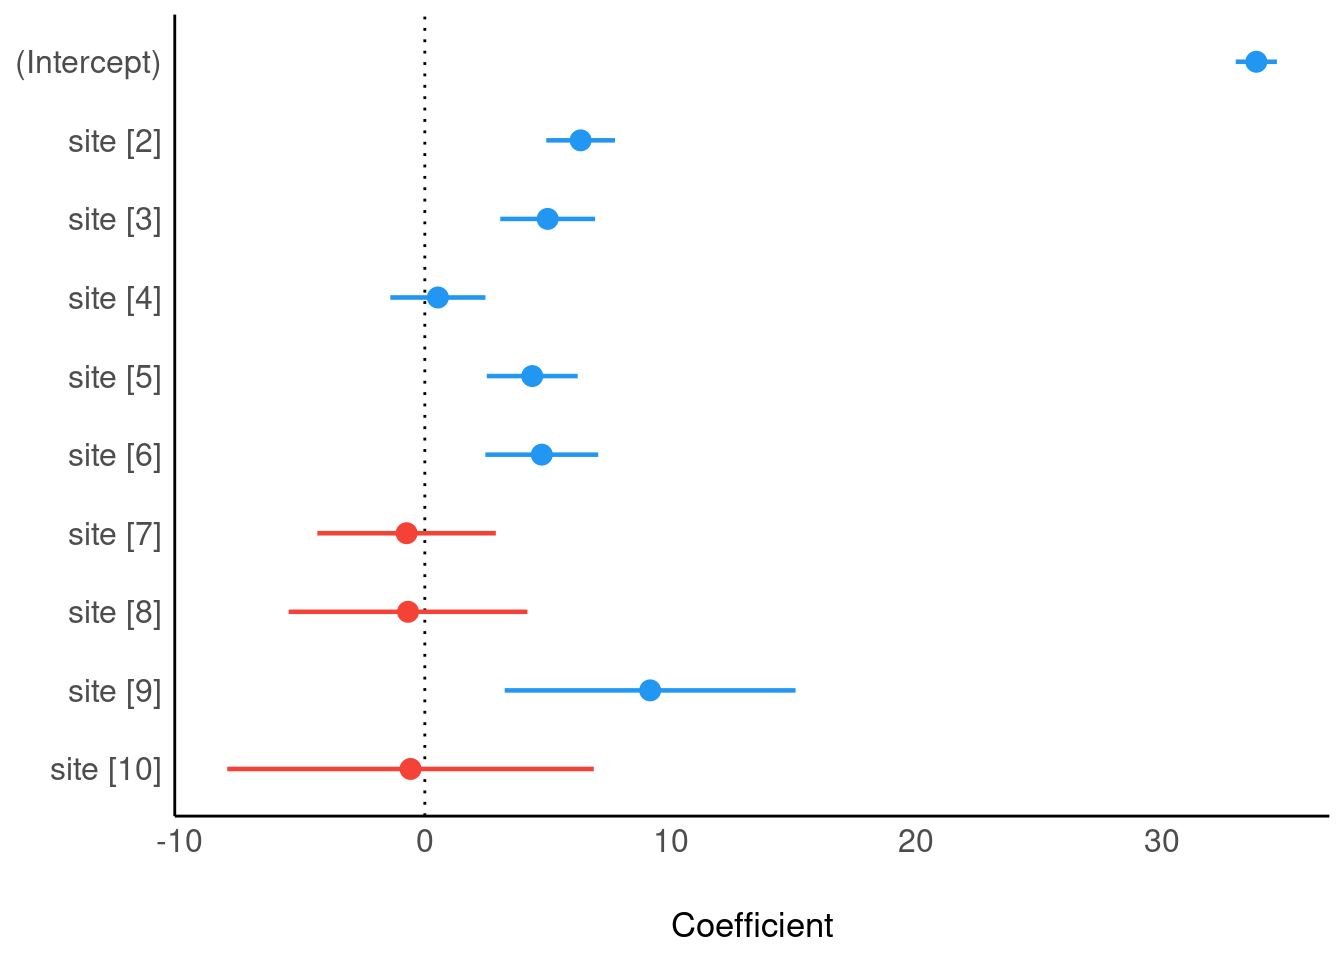 (Intercept)
site [2]
site [3]
site [4]
site [5]
site [6]
site [7]
site [8]
site [9]
site [10]
-10 0 10 20 30
Coefficient